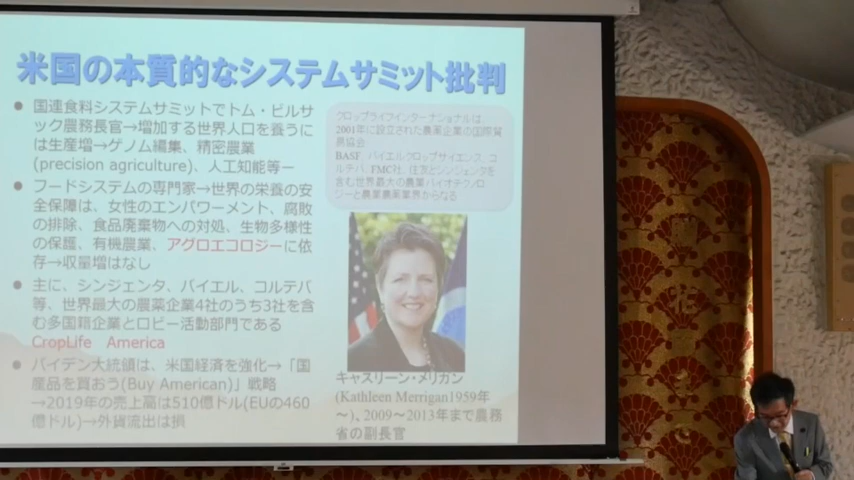 米国の本質的なシステムサミット批判
● 国連食料システムサミットでトム・ビルサ
ック農務長官→増加する世界人口を養うに
は生産増→ゲノム編集、精密農業
(precision agriculture)、人工知能等ー
● フードシステムの専門家→世界の栄養の安
全保障は、女性のエンパワーメント、腐敗
の排除、食品廃棄物への対処、生物多様性
の保護、有機農業、アグロエコロジーに依
存→収量増はなし
● 主に、シンジェンタ、バイエル、コルテバ
等、世界最大の農薬企業4社のうち3社を含
む多国籍企業とロビー活動部門である
CropLife America
● バイデン大統領は、米国経済を強化→「国
産品を買おう(Buy American)」戦略
→2019年の売上高は510億ドル(EUの460
億ドル)→外貨流出は損
クロップライフインターナショナルは、
2001年に設立された農薬企業の国際貿
易協会
BASF、バイエルクロップサイエンス、コ
ルテバ、FMC社、住友とシンジェンタを
含む世界最大の農業バイオテクノロ
ジーと農業農薬業界からなる
キャスリーン・メリガン
(Kathleen Merrigan1959年
〜)、2009〜2013年まで農務
省の副長官